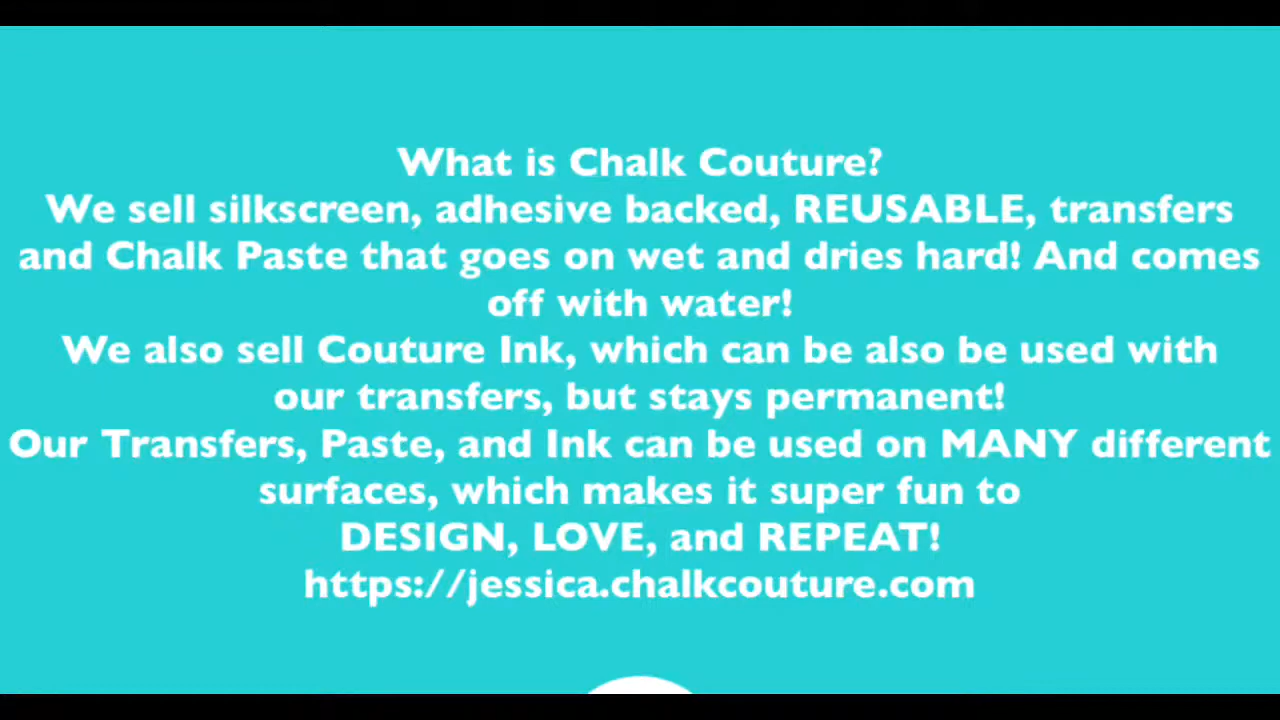 What is Chalk Couture?
We sell silkscreen, adhesive backed, REUSABLE, transfers
and Chalk Paste that goes on wet and dries hard! And comes
off with water!
We also sell Couture Ink, which can be also be used with
our transfers, but stays permanent!
Our Transfers, Paste, and Ink can be used on MANY different
surfaces, which makes it super fun to
DESIGN, LOVE, and REPEAT!
https://jessica.chalkcouture.com